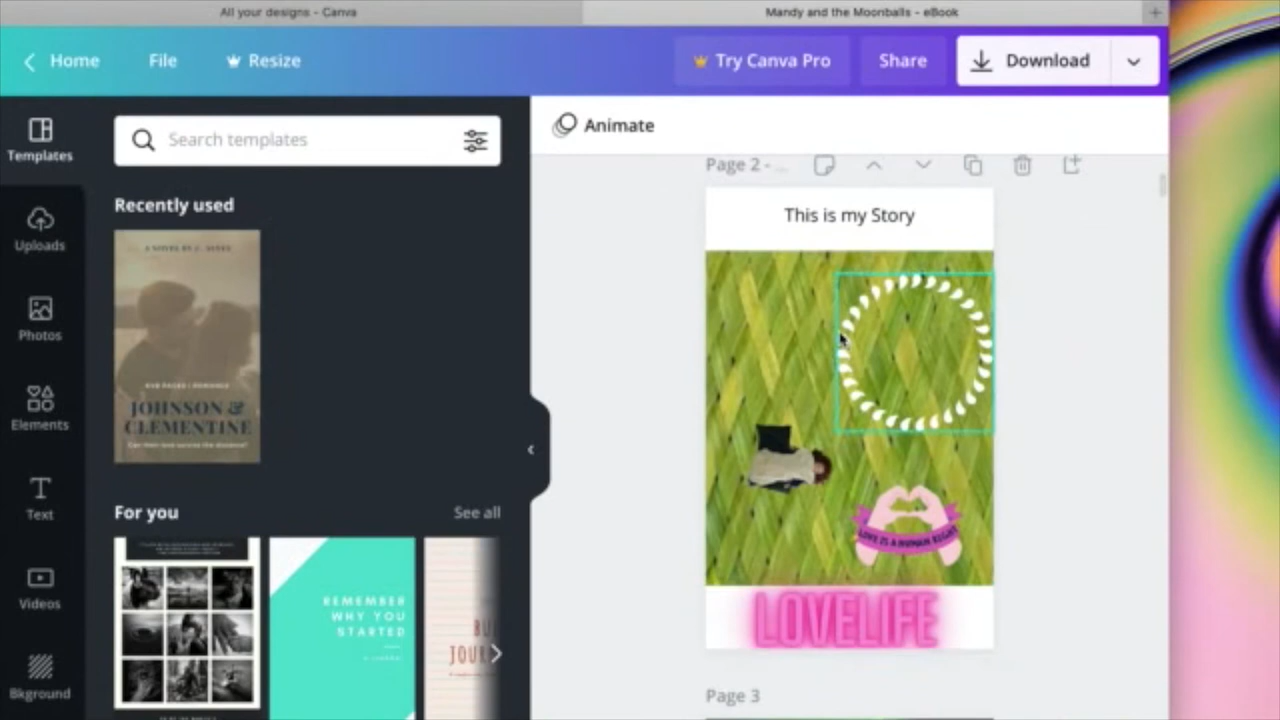 All your designs - Canva
Mandy and the Moonballs - eBook
Home
File
Resize
Try Canva Pro
Share
Download
Templates
Search templates
Animate
Page 2 - ...
Uploads
Recently used
This is my Story
Photos
JOHNSON &
CLEMENTINE
Elements
Text
For you
See all
LOVE IS A HUMAN RIGHT
Videos
REMEMBER
WHY YOU
STARTED
LOVELIFE
Bkground
Page 3